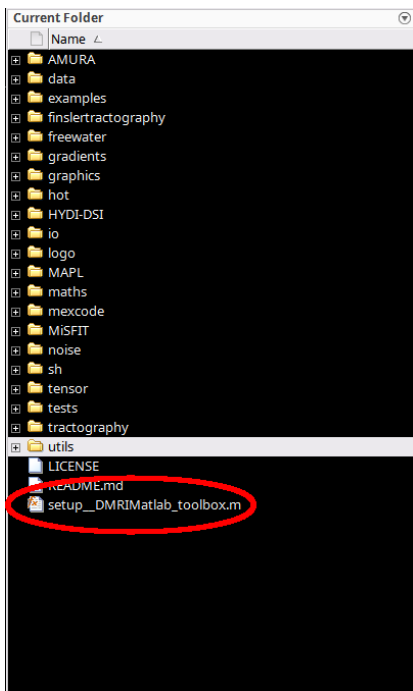 Current Folder
Name
AMURA
data
examples
finslertractography
freewater
gradients
graphics
hot
HYDI-DSI
io
logo
MAPL
maths
mexcode
MiSFIT
noise
sh
tensor
tests
tractography
utils
LICENSE
README.md
setup__DMRIMatlab_toolbox.m